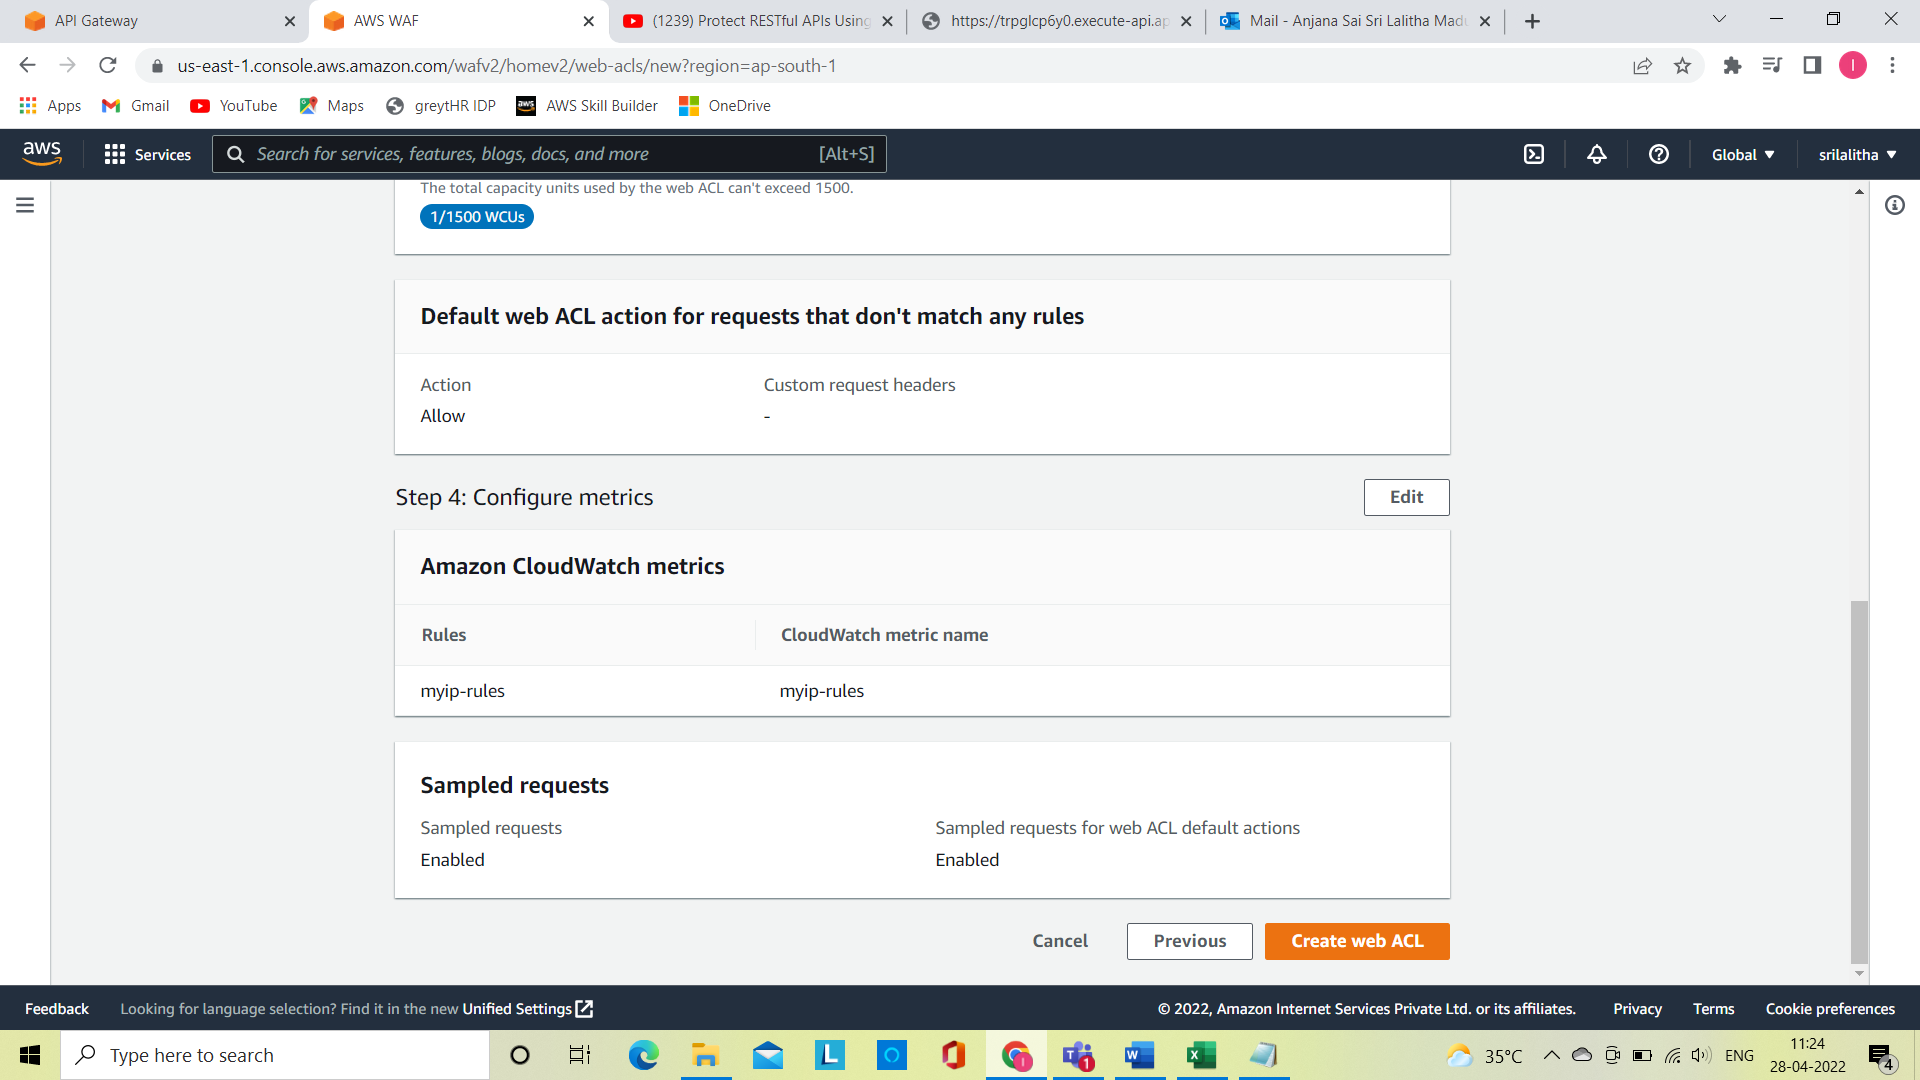 API Gateway
AWS WAF
(1239) Protect RESTful APIs Using
https://trpglcp6y0.execute-api.ap
Mail - Anjana Sai Sri Lalitha Madu
us-east-1.console.aws.amazon.com/wafv2/homev2/web-acls/new?region=ap-south-1
I
Apps
Gmail
YouTube
Maps
greytHR IDP
aws
AWS Skill Builder
OneDrive
aws
Services
Search for services, features, blogs, docs, and more
[Alt+S]
Global
srilalitha
The total capacity units used by the web ACL can't exceed 1500.
1/1500 WCUs
Default web ACL action for requests that don't match any rules
Action
Custom request headers
Allow
-
Step 4: Configure metrics
Edit
Amazon CloudWatch metrics
Rules
CloudWatch metric name
myip-rules
myip-rules
Sampled requests
Sampled requests
Sampled requests for web ACL default actions
Enabled
Enabled
Cancel
Previous
Create web ACL
Feedback
Looking for language selection? Find it in the new Unified Settings
© 2022, Amazon Internet Services Private Ltd. or its affiliates.
Privacy
Terms
Cookie preferences
Type here to search
35°C
ENG
11:24
28-04-2022
4